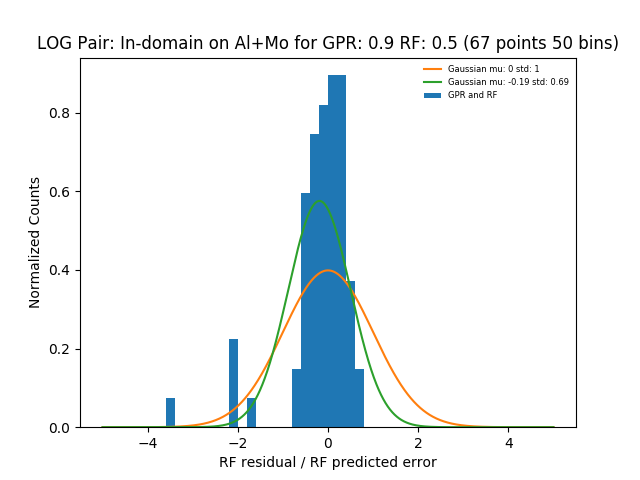 LOG Pair: In-domain on Al+Mo for GPR: 0.9 RF: 0.5 (67 points 50 bins)
Gaussian mu: 0 std: 1
Gaussian mu: -0.19 std: 0.69
GPR and RF
Normalized Counts
0.8
0.6
0.4
0.2
0.0
−4
−2
0
2
4
RF residual / RF predicted error